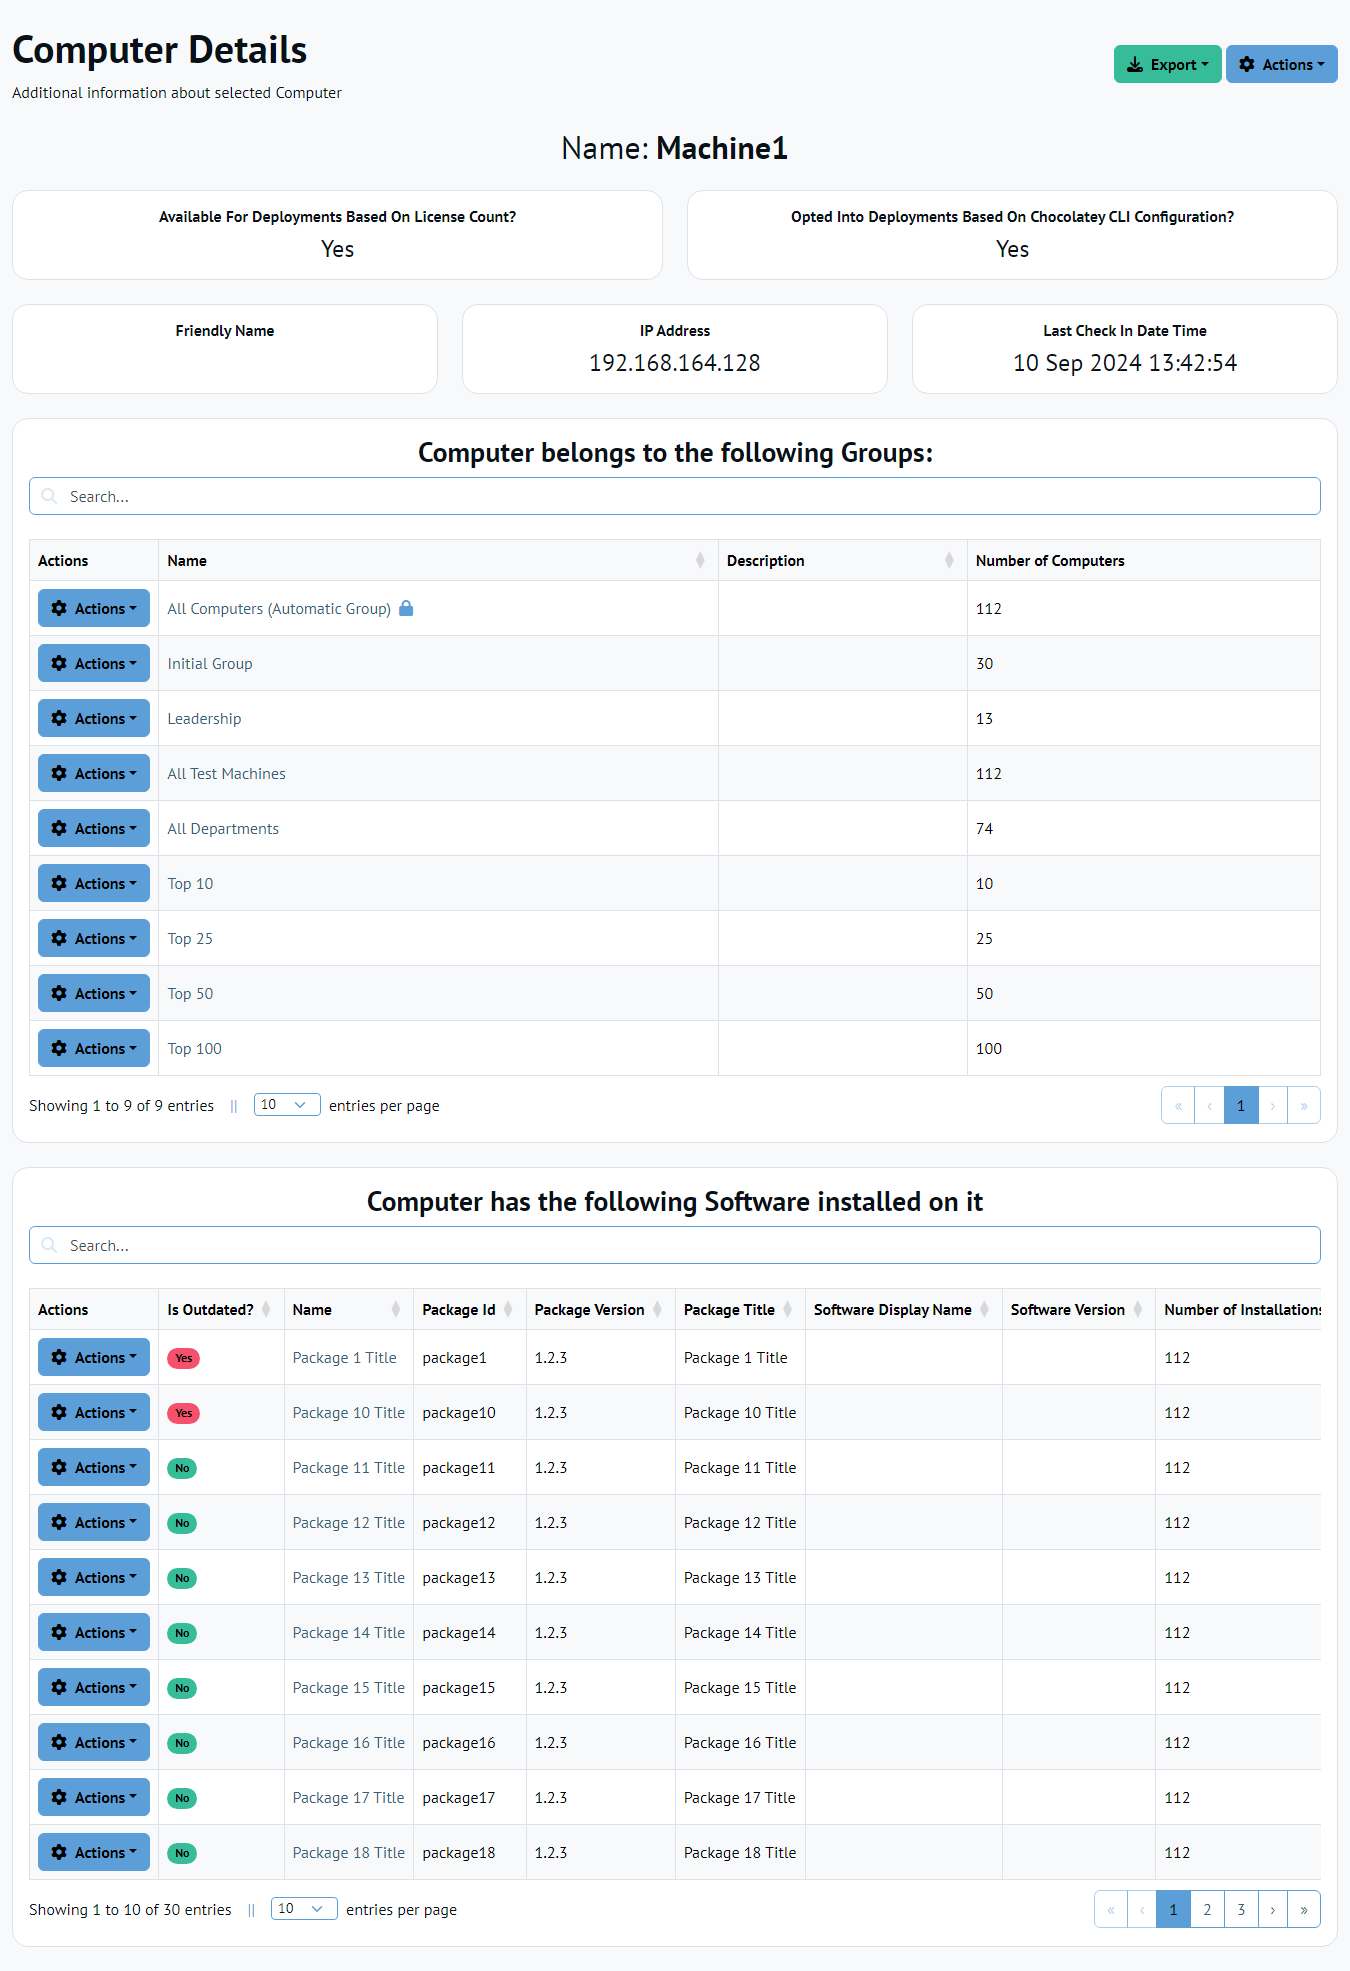 Computer Details
Export
Actions
Additional information about selected Computer
Name: Machine1
Available For Deployments Based On License Count?
Yes
Opted Into Deployments Based On Chocolatey CLI Configuration?
Yes
Friendly Name
IP Address
192.168.164.128
Last Check In Date Time
10 Sep 2024 13:42:54
Computer belongs to the following Groups:
Search...
Actions Name Description Number of Computers
Actions All Computers (Automatic Group) 112
Actions Initial Group 30
Actions Leadership 13
Actions All Test Machines 112
Actions All Departments 74
Actions Top 10 10
Actions Top 25 25
Actions Top 50 50
Actions Top 100 100
Showing 1 to 9 of 9 entries || 10 entries per page « ‹ 1 › »
Computer has the following Software installed on it
Search...
Actions Is Outdated? Name Package Id Package Version Package Title Software Display Name Software Version Number of Installations
Actions Yes Package 1 Title package1 1.2.3 Package 1 Title 112
Actions Yes Package 10 Title package10 1.2.3 Package 10 Title 112
Actions No Package 11 Title package11 1.2.3 Package 11 Title 112
Actions No Package 12 Title package12 1.2.3 Package 12 Title 112
Actions No Package 13 Title package13 1.2.3 Package 13 Title 112
Actions No Package 14 Title package14 1.2.3 Package 14 Title 112
Actions No Package 15 Title package15 1.2.3 Package 15 Title 112
Actions No Package 16 Title package16 1.2.3 Package 16 Title 112
Actions No Package 17 Title package17 1.2.3 Package 17 Title 112
Actions No Package 18 Title package18 1.2.3 Package 18 Title 112
Showing 1 to 10 of 30 entries || 10 entries per page « ‹ 1 2 3 › »